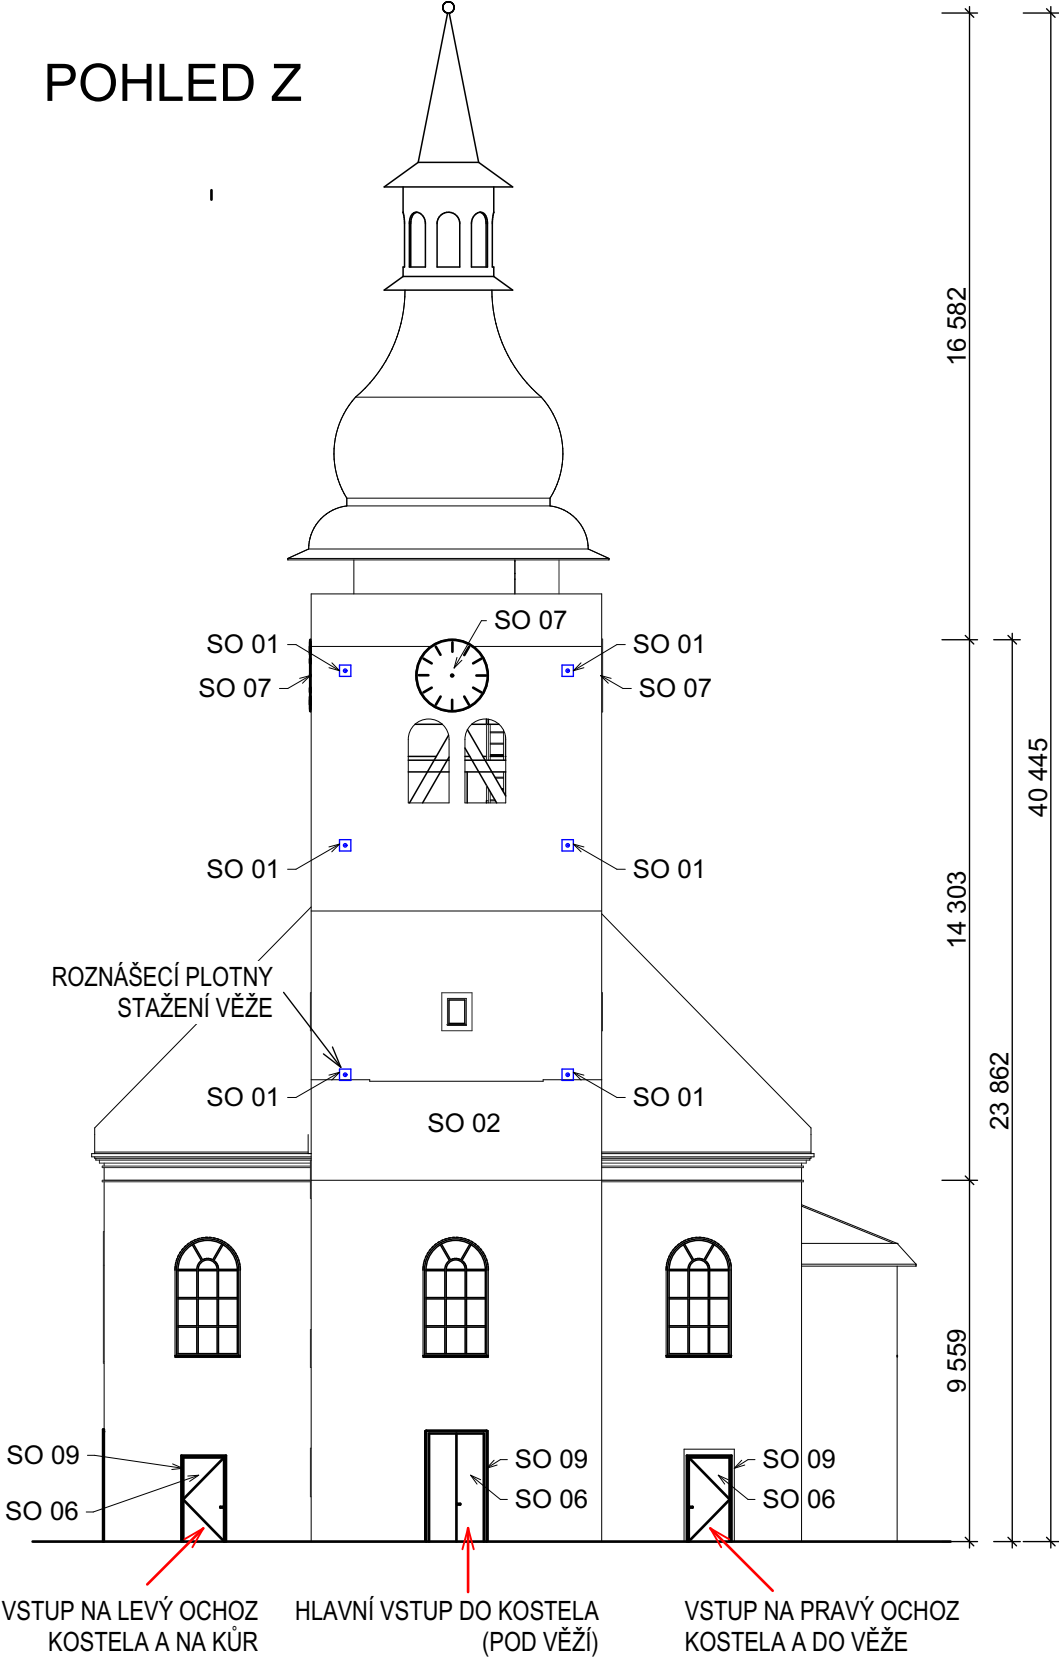 POHLED Z
16 582
SO 07
SO 01
SO 01
SO 07
SO 07
40 445
SO 01
SO 01
14 303
ROZNÁŠECÍ PLOTNY
STAŽENÍ VĚŽE
23 862
SO 01
SO 01
SO 02
9 559
SO 09
SO 09
SO 09
SO 06
SO 06
SO 06
VSTUP NA LEVÝ OCHOZ
KOSTELA A NA KŮR
HLAVNÍ VSTUP DO KOSTELA
(POD VĚŽÍ)
VSTUP NA PRAVÝ OCHOZ
KOSTELA A DO VĚŽE